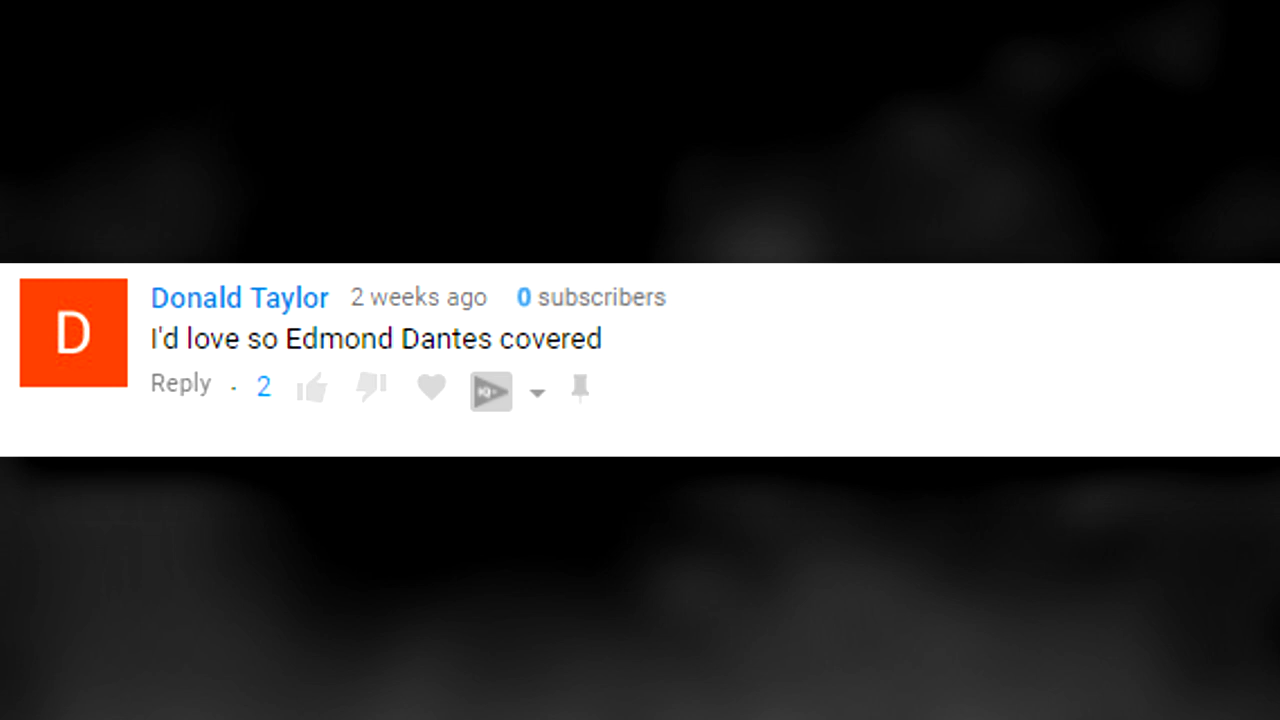 D
Donald Taylor 2 weeks ago 0 subscribers
I'd love so Edmond Dantes covered
Reply · 2